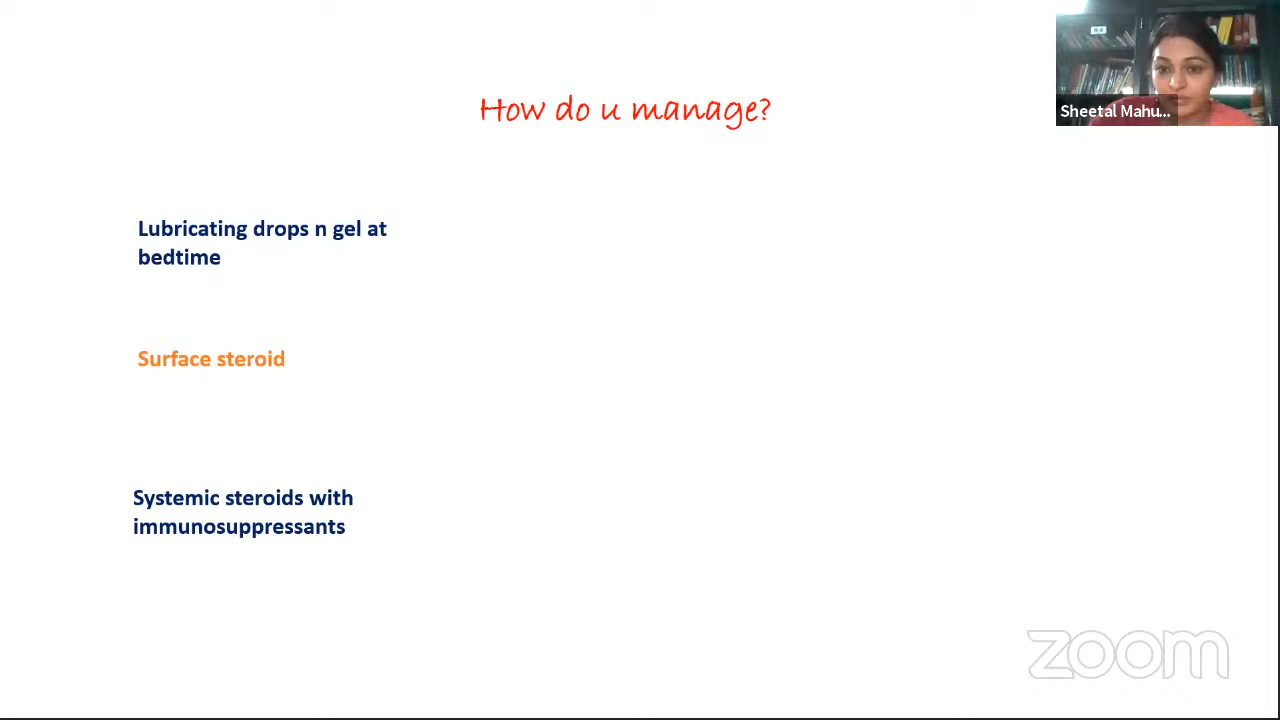 How do u manage?
Sheetal Mahu...
Lubricating drops n gel at
bedtime
Surface steroid
Systemic steroids with
immunosuppressants
zoom